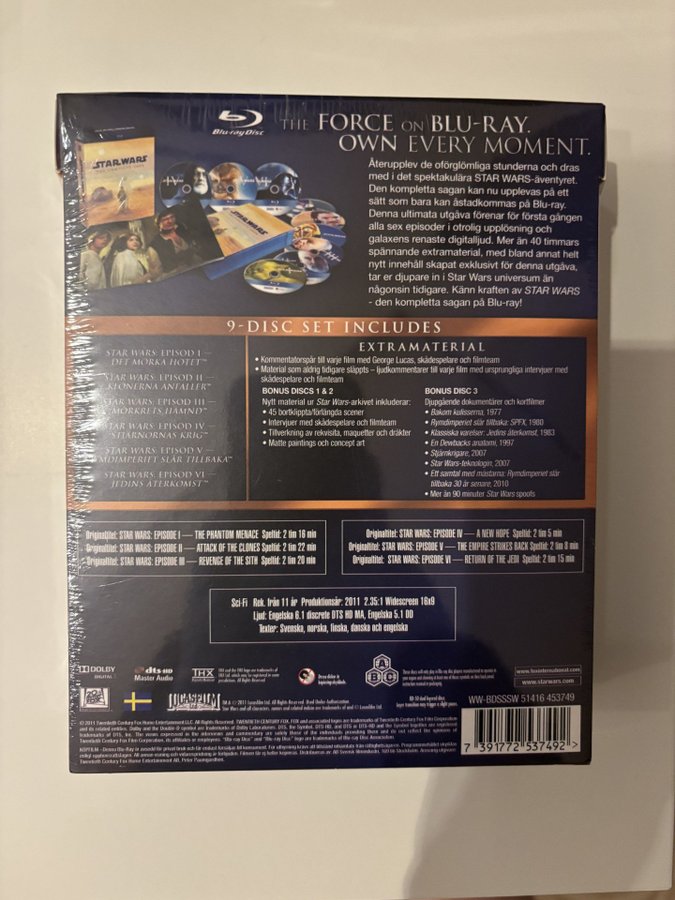 Blu-ray Disc
THE FORCE ON BLU-RAY.
OWN EVERY MOMENT.
STAR WARS
Återupplev de oförglömliga stunderna och dras
med i det spektakulära STAR WARS-äventyret.
Den kompletta sagan kan nu upplevas på ett
sätt som bara kan åstadkommas på Blu-ray.
Denna ultimata utgåva förenar för första gången
alla sex episoder i otrolig upplösning och
galaxens renaste digitalljud. Mer än 40 timmars
spännande extramaterial, med bland annat helt
nytt innehåll skapat exklusivt för denna utgåva,
tar er djupare in i Star Wars universum än
någonsin tidigare. Känn kraften av STAR WARS
- den kompletta sagan på Blu-ray!
9-DISC SET INCLUDES
STAR WARS: EPISOD I —
DET MÖRKA HOTET™
STAR WARS: EPISOD II —
KLONERNA ANFALLER™
STAR WARS: EPISOD III —
MÖRKRETS HÄMND™
STAR WARS: EPISOD IV —
STJÄRNORNAS KRIG™
STAR WARS: EPISOD V —
RYMDIMPERIET SLÅR TILLBAKA™
STAR WARS: EPISOD VI
JEDINS ÅTERKOMST™
EXTRAMATERIAL
• Kommentatorspår till varje film med George Lucas, skådespelare och filmteam
• Material som aldrig tidigare släppts – ljudkommentarer till varje film med ursprungliga intervjuer med
skådespelare och filmteam
BONUS DISCS 1 & 2
Nytt material ur Star Wars-arkivet inkluderar:
• 45 bortklippta/förlängda scener
• Intervjuer med skådespelare och filmteam
• Tillverkning av rekvisita, maquetter och dräkter
• Matte paintings och concept art
BONUS DISC 3
Djupgående dokumentärer och kortfilmer
• Bakom kulisserna, 1977
• Rymdimperiet slår tillbaka: SPFX, 1980
• Klassiska varelser: Jedins återkomst, 1983
• En Dewbacks anatomi, 1997
• Stjärnkrigare, 2007
• Star Wars-teknologin, 2007
• Ett samtal med mästarna: Rymdimperiet slår
tillbaka 30 år senare, 2010
• Mer än 90 minuter Star Wars spoofs
Originaltitel: STAR WARS: EPISODE I — THE PHANTOM MENACE Speltid: 2 tim 16 min
Originaltitel: STAR WARS: EPISODE II — ATTACK OF THE CLONES Speltid: 2 tim 22 min
Originaltitel: STAR WARS: EPISODE III — REVENGE OF THE SITH Speltid: 2 tim 20 min
Originaltitel: STAR WARS: EPISODE IV — A NEW HOPE Speltid: 2 tim 5 min
Originaltitel: STAR WARS: EPISODE V — THE EMPIRE STRIKES BACK Speltid: 2 tim 8 min
Originaltitel: STAR WARS: EPISODE VI — RETURN OF THE JEDI Speltid: 2 tim 15 min
Sci-Fi Rek. från 11 år Produktionsår: 2011 2.35:1 Widescreen 16x9
Ljud: Engelska 6.1 discrete DTS HD MA, Engelska 5.1 DD
Texter: Svenska, norska, finska, danska och engelska
DOLBY
DIGITAL
dts-HD
Master Audio
THX
A
B C
www.foxinternational.com
www.starwars.com
FOX
LUCASFILM
WW-BDSSSW 51416 453749
7 391772 537492